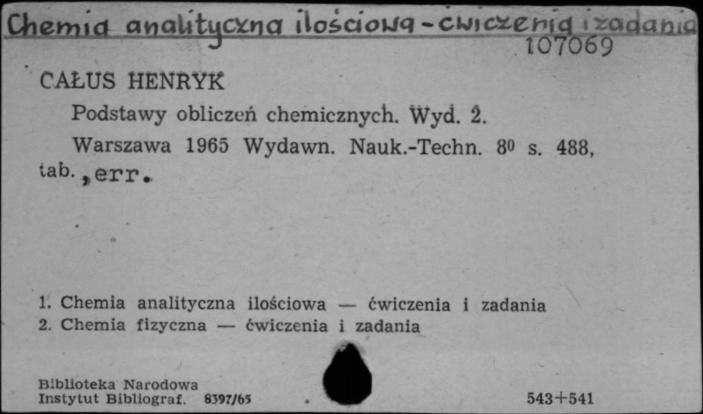 Chemia analityczna ilościowa - ćwiczenia i zadania
107069
CAŁUS HENRYK
Podstawy obliczeń chemicznych. Wyd. 2.
Warszawa 1965 Wydawn. Nauk.-Techn. 8⁰ s. 488,
tab., err.
1. Chemia analityczna ilościowa — ćwiczenia i zadania
2. Chemia fizyczna — ćwiczenia i zadania
Biblioteka Narodowa
Instytut Bibliograf. 8397/65
543+541